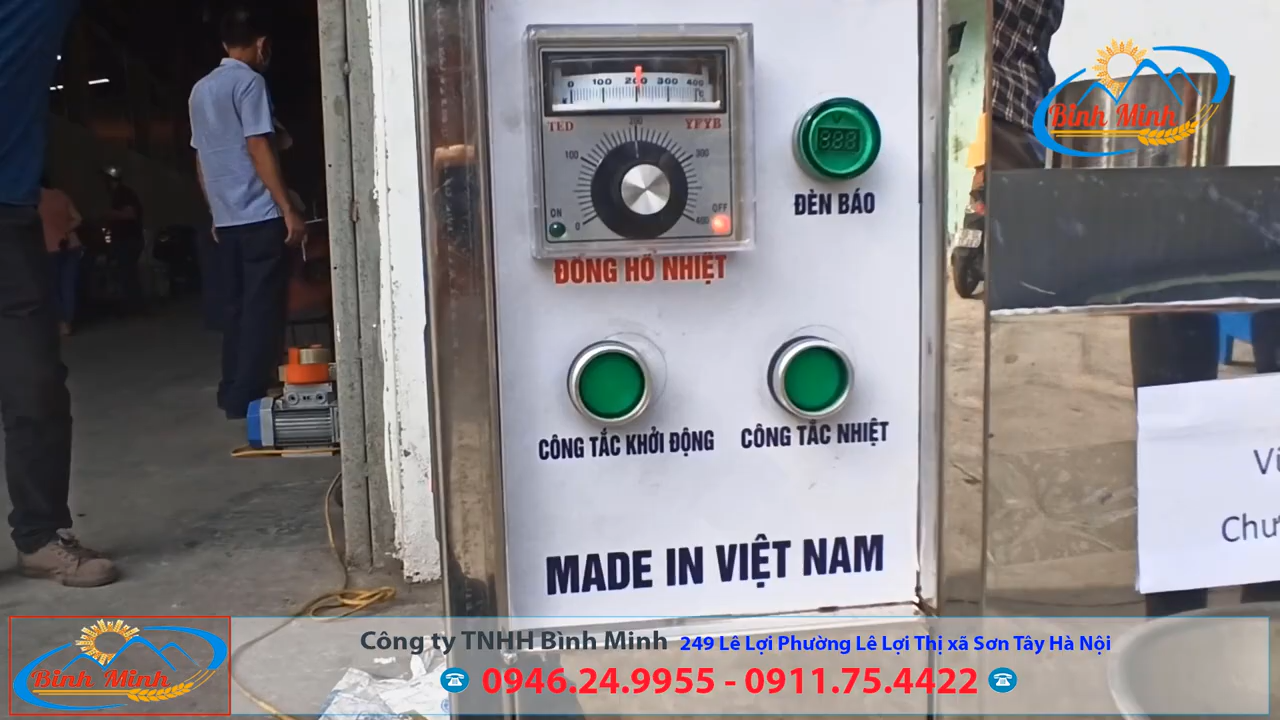 0 100 200 300 400
°C
TED YFYB
200
100 300
ON OFF
0 400
ĐỒNG HỒ NHIỆT
ĐÈN BÁO
CÔNG TẮC KHỞI ĐỘNG
CÔNG TẮC NHIỆT
MADE IN VIỆT NAM
Bình Minh
Chư
Bình Minh
Công ty TNHH Bình Minh 249 Lê Lợi Phường Lê Lợi Thị xã Sơn Tây Hà Nội
0946.24.9955 - 0911.75.4422